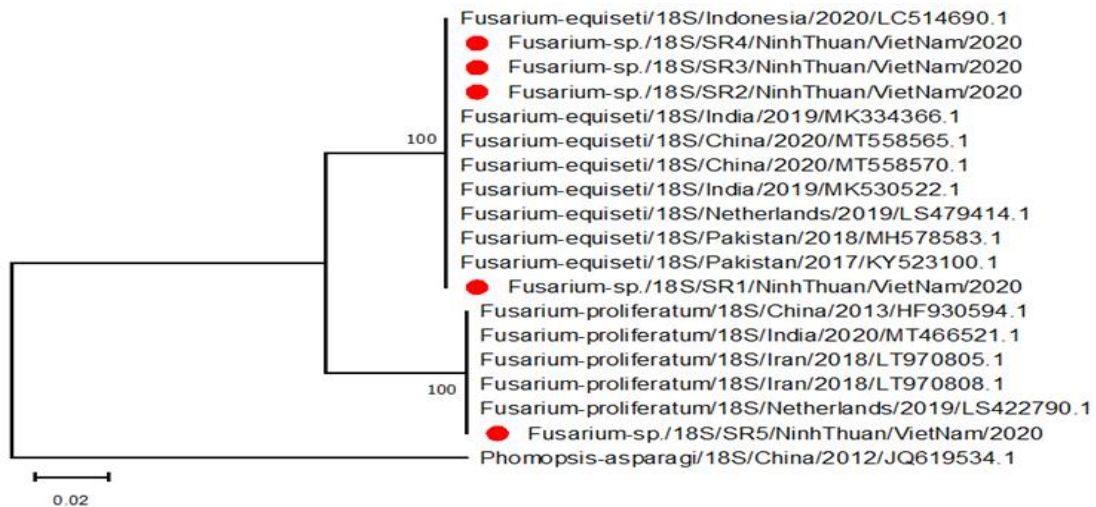 Fusarium-equiseti/18S/Indonesia/2020/LC514690.1
Fusarium-sp./18S/SR4/NinhThuan/VietNam/2020
Fusarium-sp./18S/SR3/NinhThuan/VietNam/2020
Fusarium-sp./18S/SR2/NinhThuan/VietNam/2020
Fusarium-equiseti/18S/India/2019/MK334366.1
100
Fusarium-equiseti/18S/China/2020/MT558565.1
Fusarium-equiseti/18S/China/2020/MT558570.1
Fusarium-equiseti/18S/India/2019/MK530522.1
Fusarium-equiseti/18S/Netherlands/2019/LS479414.1
Fusarium-equiseti/18S/Pakistan/2018/MH578583.1
Fusarium-equiseti/18S/Pakistan/2017/KY523100.1
Fusarium-sp./18S/SR1/NinhThuan/VietNam/2020
Fusarium-proliferatum/18S/China/2013/HF930594.1
Fusarium-proliferatum/18S/India/2020/MT466521.1
Fusarium-proliferatum/18S/Iran/2018/LT970805.1
Fusarium-proliferatum/18S/Iran/2018/LT970808.1
100
Fusarium-proliferatum/18S/Netherlands/2019/LS422790.1
Fusarium-sp./18S/SR5/NinhThuan/VietNam/2020
Phomopsis-asparagi/18S/China/2012/JQ619534.1
0.02